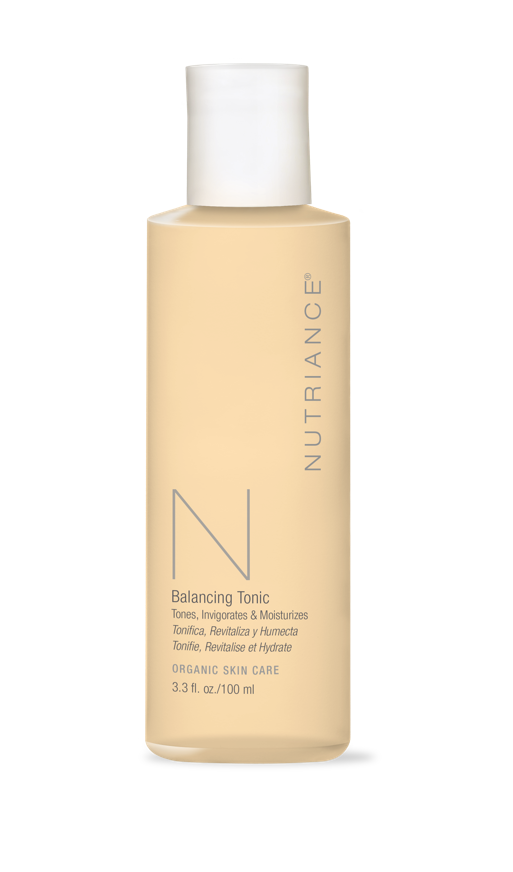 NUTRIANCE®
N
Balancing Tonic
Tones, Invigorates & Moisturizes
Tonifica, Revitaliza y Humecta
Tonifie, Revitalise et Hydrate
ORGANIC SKIN CARE
3.3 fl. oz./100 ml